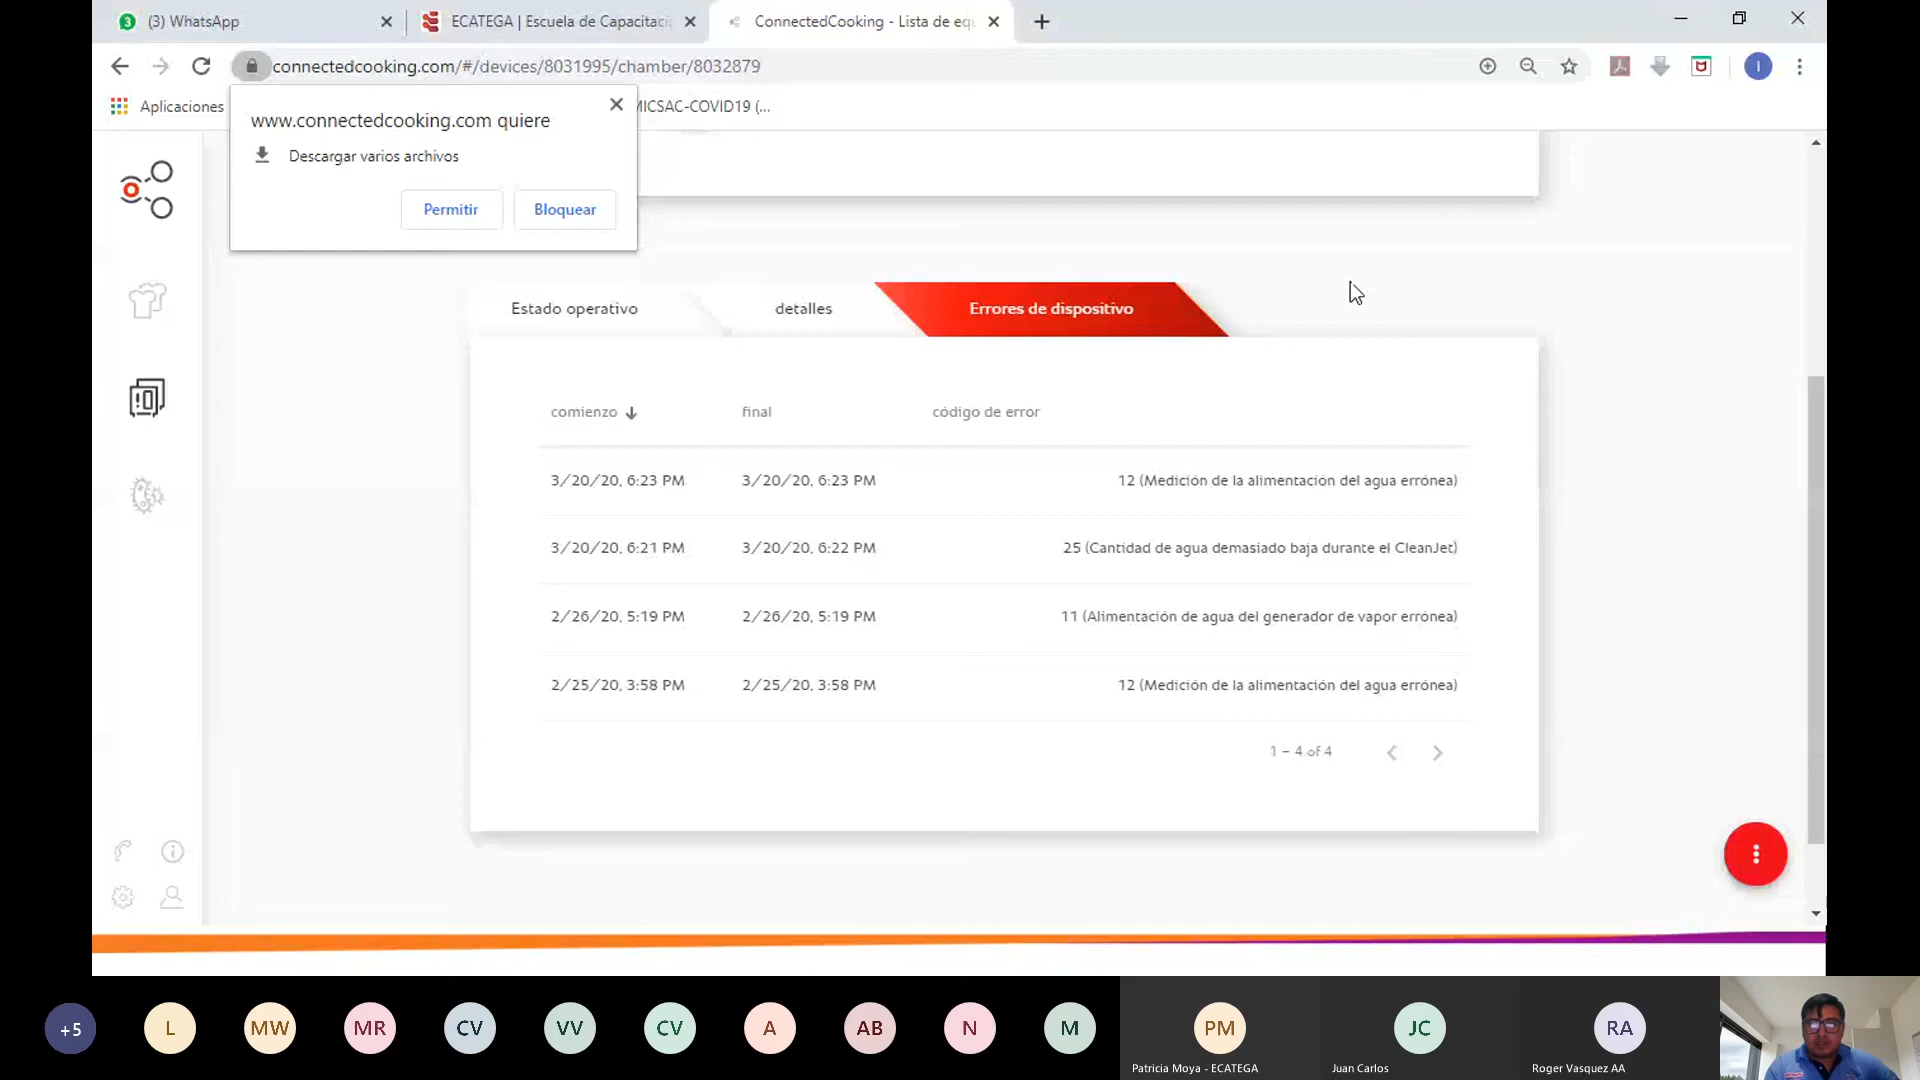 (3) WhatsApp
ECATEGA | Escuela de Capacitaci
ConnectedCooking - Lista de eq
connectedcooking.com/#/devices/8031995/chamber/8032879
Aplicaciones
MICSAC-COVID19 (...
www.connectedcooking.com quiere
Descargar varios archivos
Permitir
Bloquear
Estado operativo
detalles
Errores de dispositivo
comienzo
final
código de error
3/20/20, 6:23 PM 3/20/20, 6:23 PM 12 (Medición de la alimentación del agua errónea)
3/20/20, 6:21 PM 3/20/20, 6:22 PM 25 (Cantidad de agua demasiado baja durante el CleanJet)
2/26/20, 5:19 PM 2/26/20, 5:19 PM 11 (Alimentación de agua del generador de vapor errónea)
2/25/20, 3:58 PM 2/25/20, 3:58 PM 12 (Medición de la alimentación del agua errónea)
1 – 4 of 4
+5
L
MW
MR
CV
VV
CV
A
AB
N
M
PM
JC
RA
Patricia Moya - ECATEGA
Juan Carlos
Roger Vasquez AA